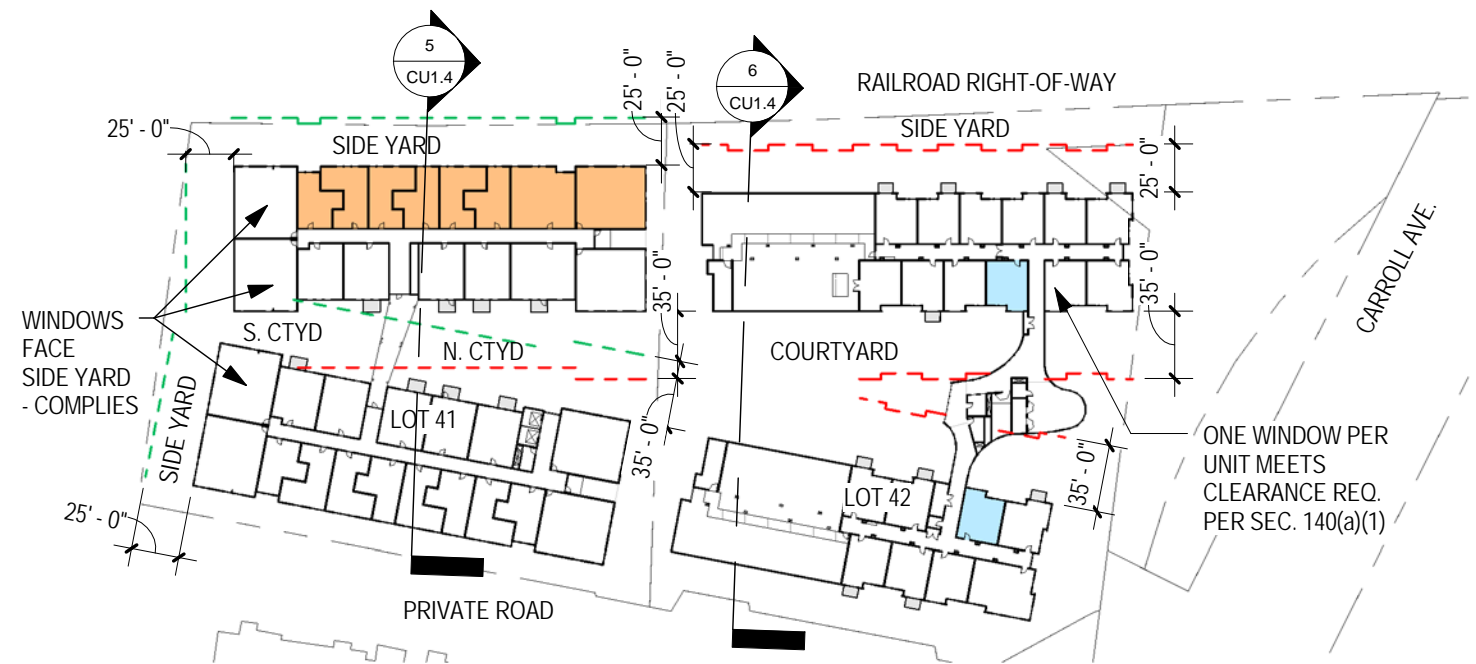 5
CU1.4
6
CU1.4
RAILROAD RIGHT-OF-WAY
25' - 0"
25' - 0"
25' - 0"
SIDE YARD
SIDE YARD
25' - 0"
CARROLL AVE.
35' - 0"
35' - 0"
WINDOWS
FACE
SIDE YARD
- COMPLIES
S. CTYD
N. CTYD
COURTYARD
LOT 41
SIDE YARD
35' - 0"
35' - 0"
ONE WINDOW PER
UNIT MEETS
CLEARANCE REQ.
PER SEC. 140(a)(1)
LOT 42
25' - 0"
PRIVATE ROAD